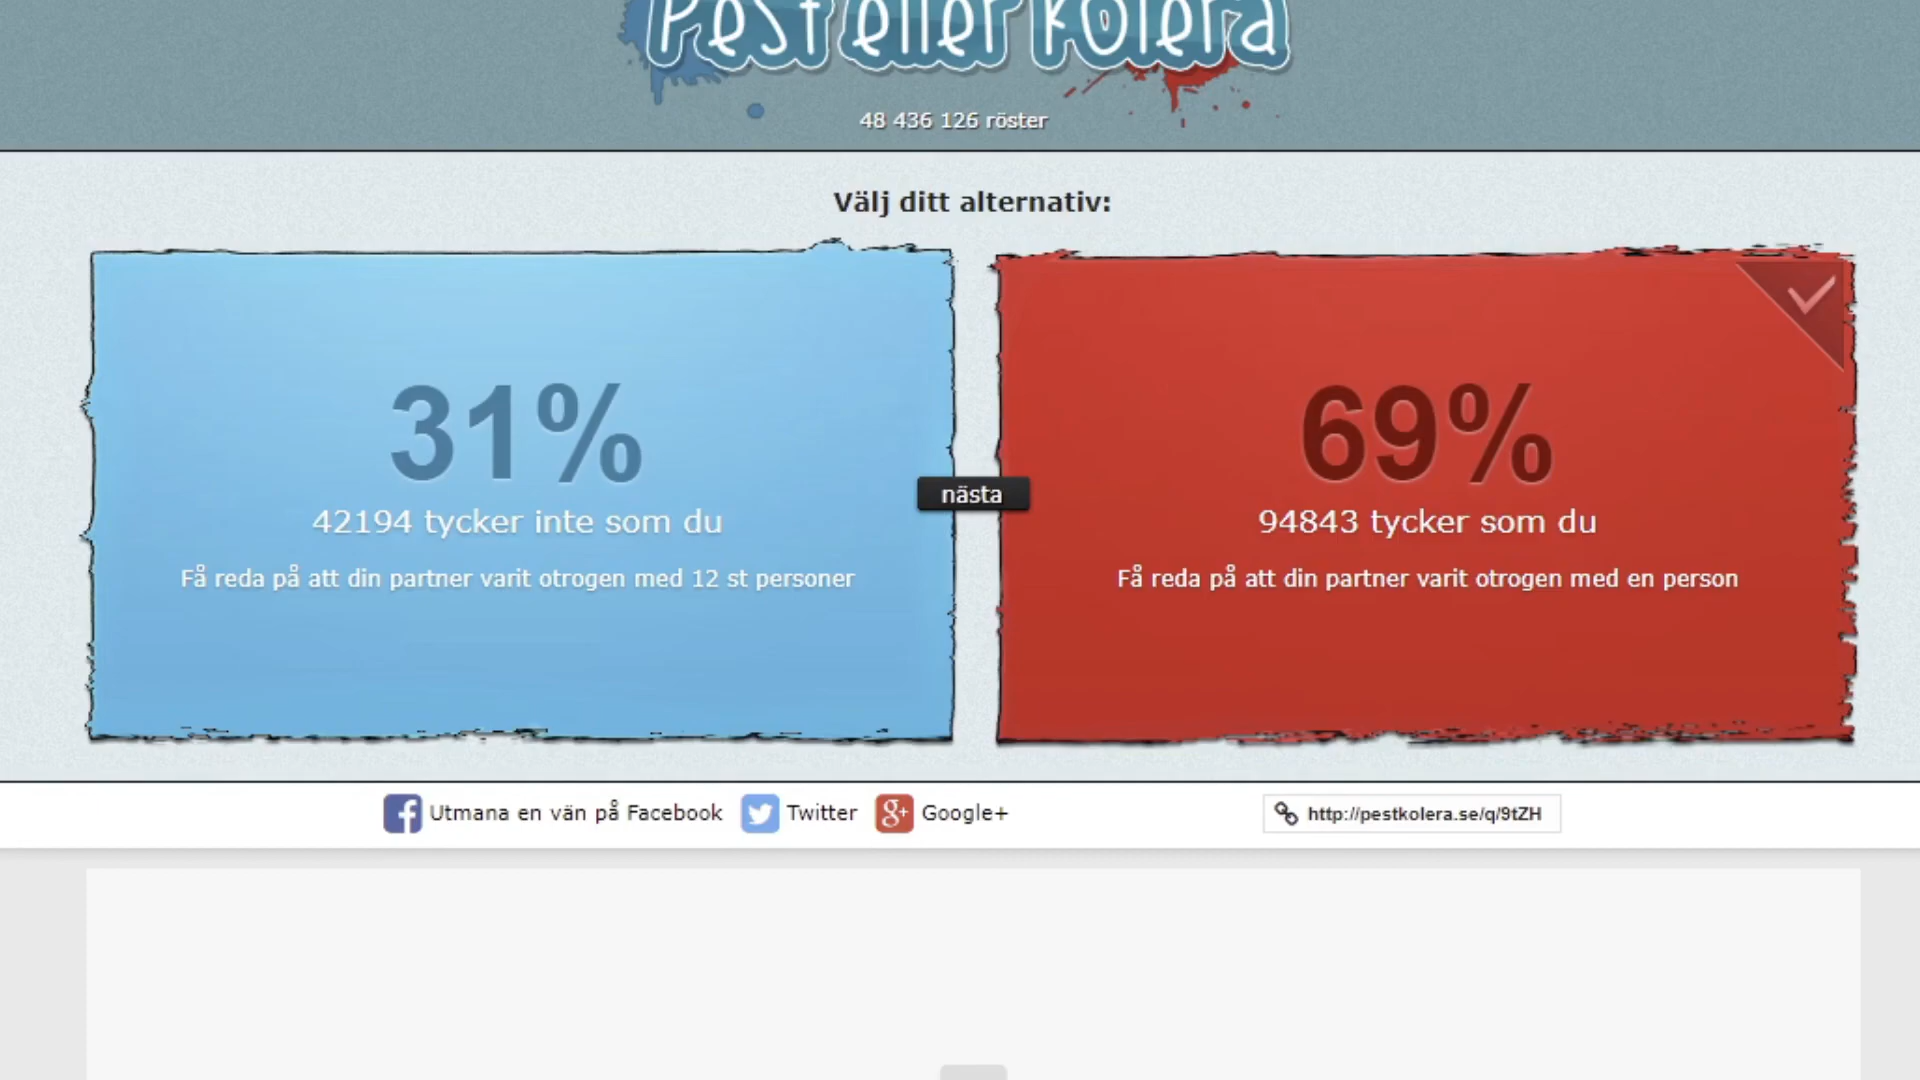 Pest eller Kolera
48 436 126 röster
Välj ditt alternativ:
31%
42194 tycker inte som du
Få reda på att din partner varit otrogen med 12 st personer
nästa
69%
94843 tycker som du
Få reda på att din partner varit otrogen med en person
Utmana en vän på Facebook
Twitter
g+ Google+
http://pestkolera.se/q/9tZH